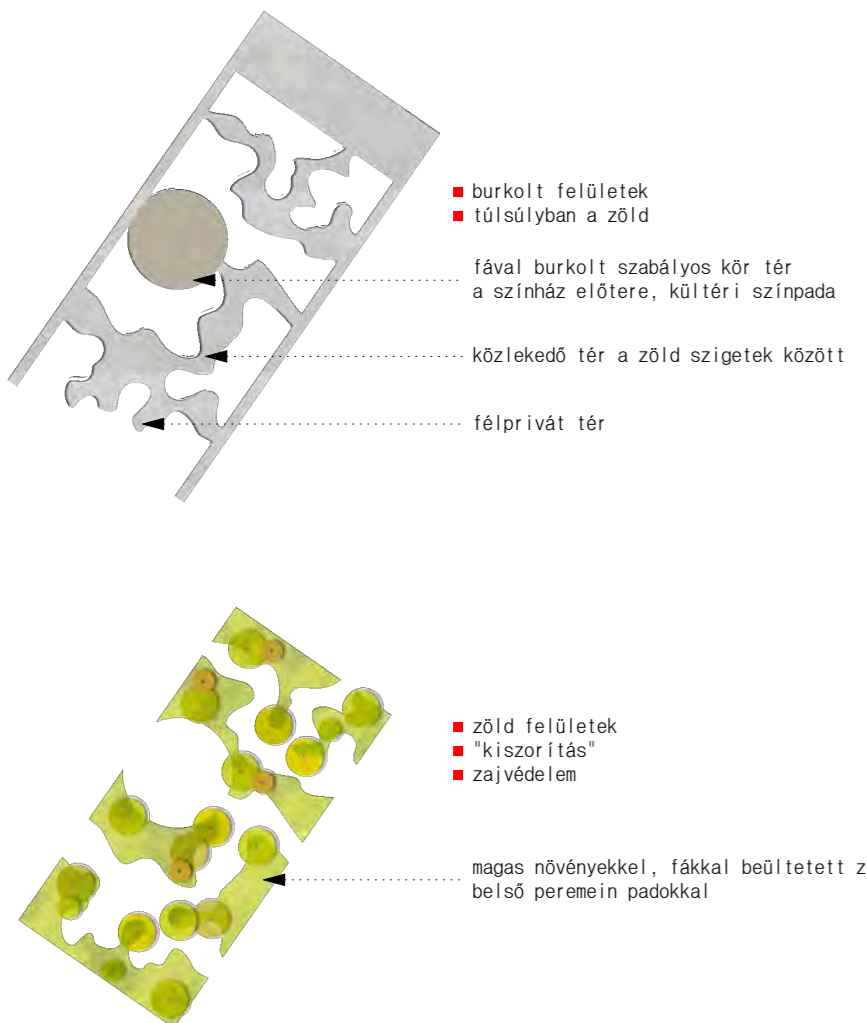 burkolt felületek
túlsúlyban a zöld
fával burkolt szabályos kör tér
a színház előtere, kültéri színpada
közlekedő tér a zöld szigetek között
félprivát tér
zöld felületek
"kiszorítás"
zajvédelem
magas növényekkel, fákkal beültetett z
belső peremein padokkal